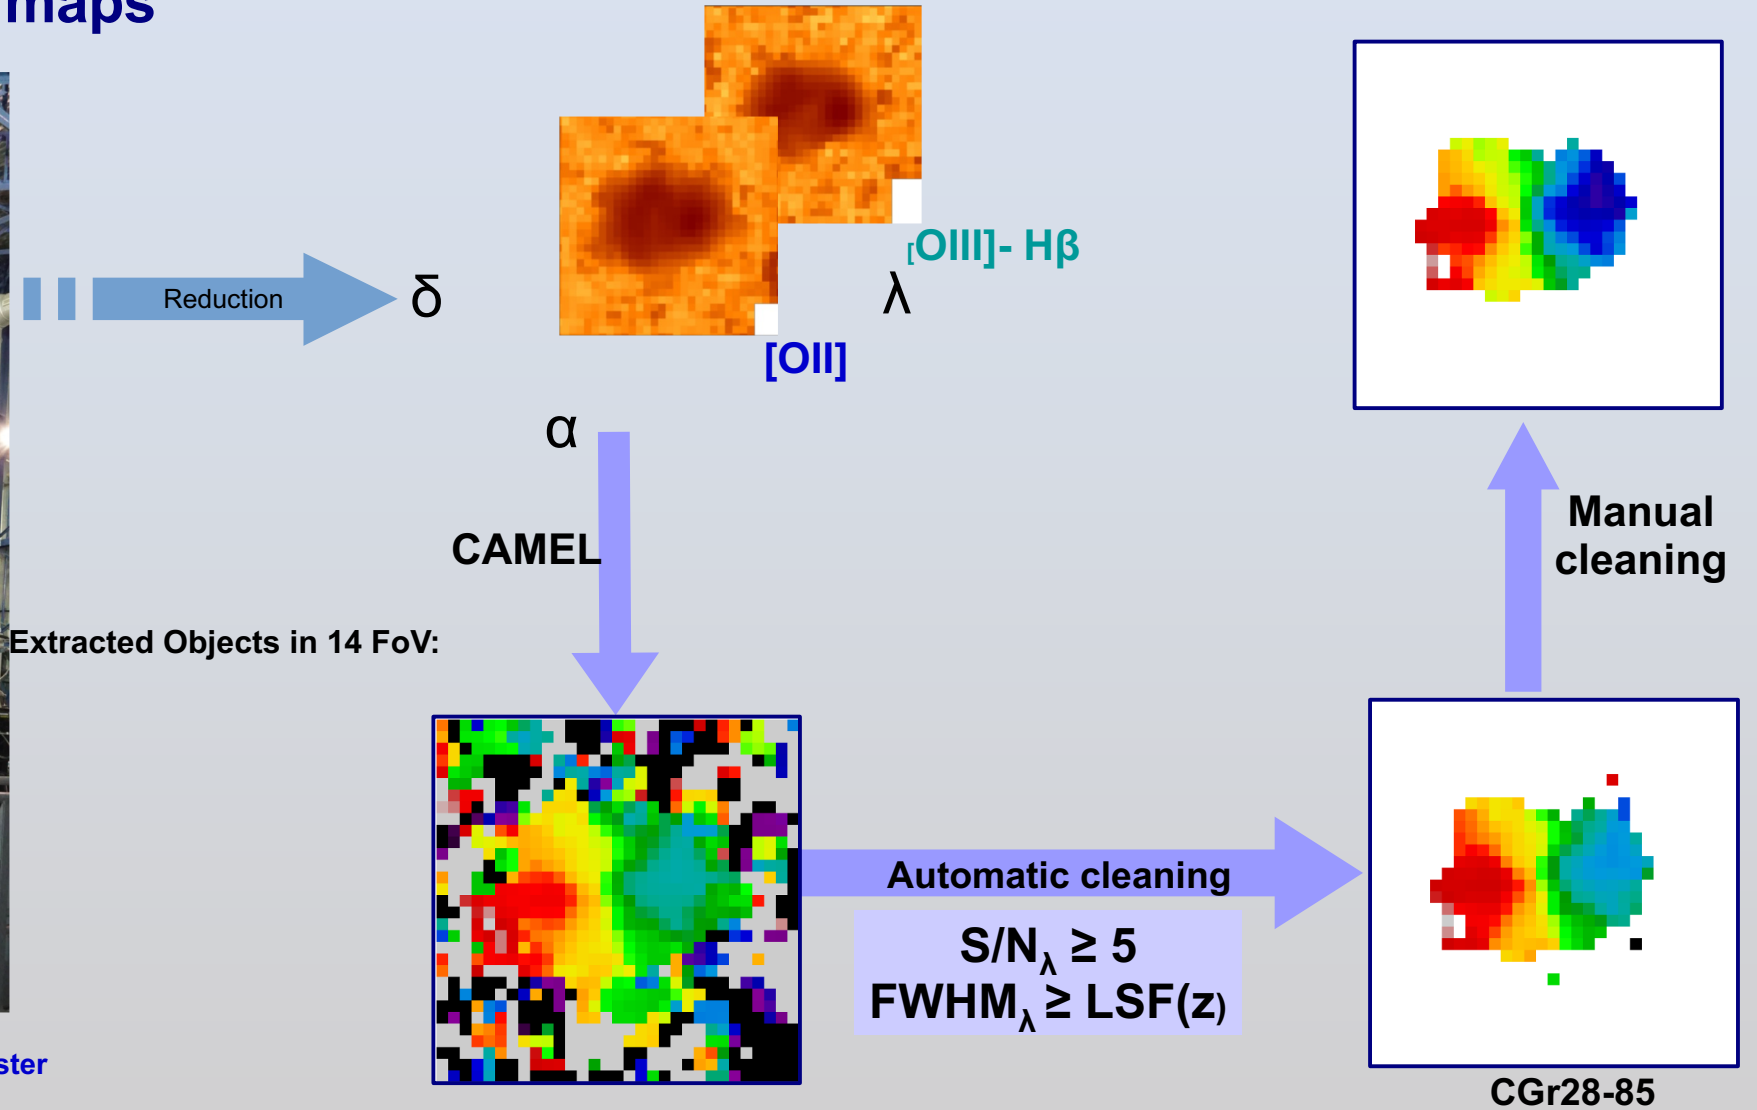 maps
Reduction
δ
[OIII]- Hβ
λ
[OII]
α
CAMEL
Manual
cleaning
Extracted Objects in 14 FoV:
Automatic cleaning
S/Nλ ≥ 5
FWHMλ ≥ LSF(z)
ster
CGr28-85